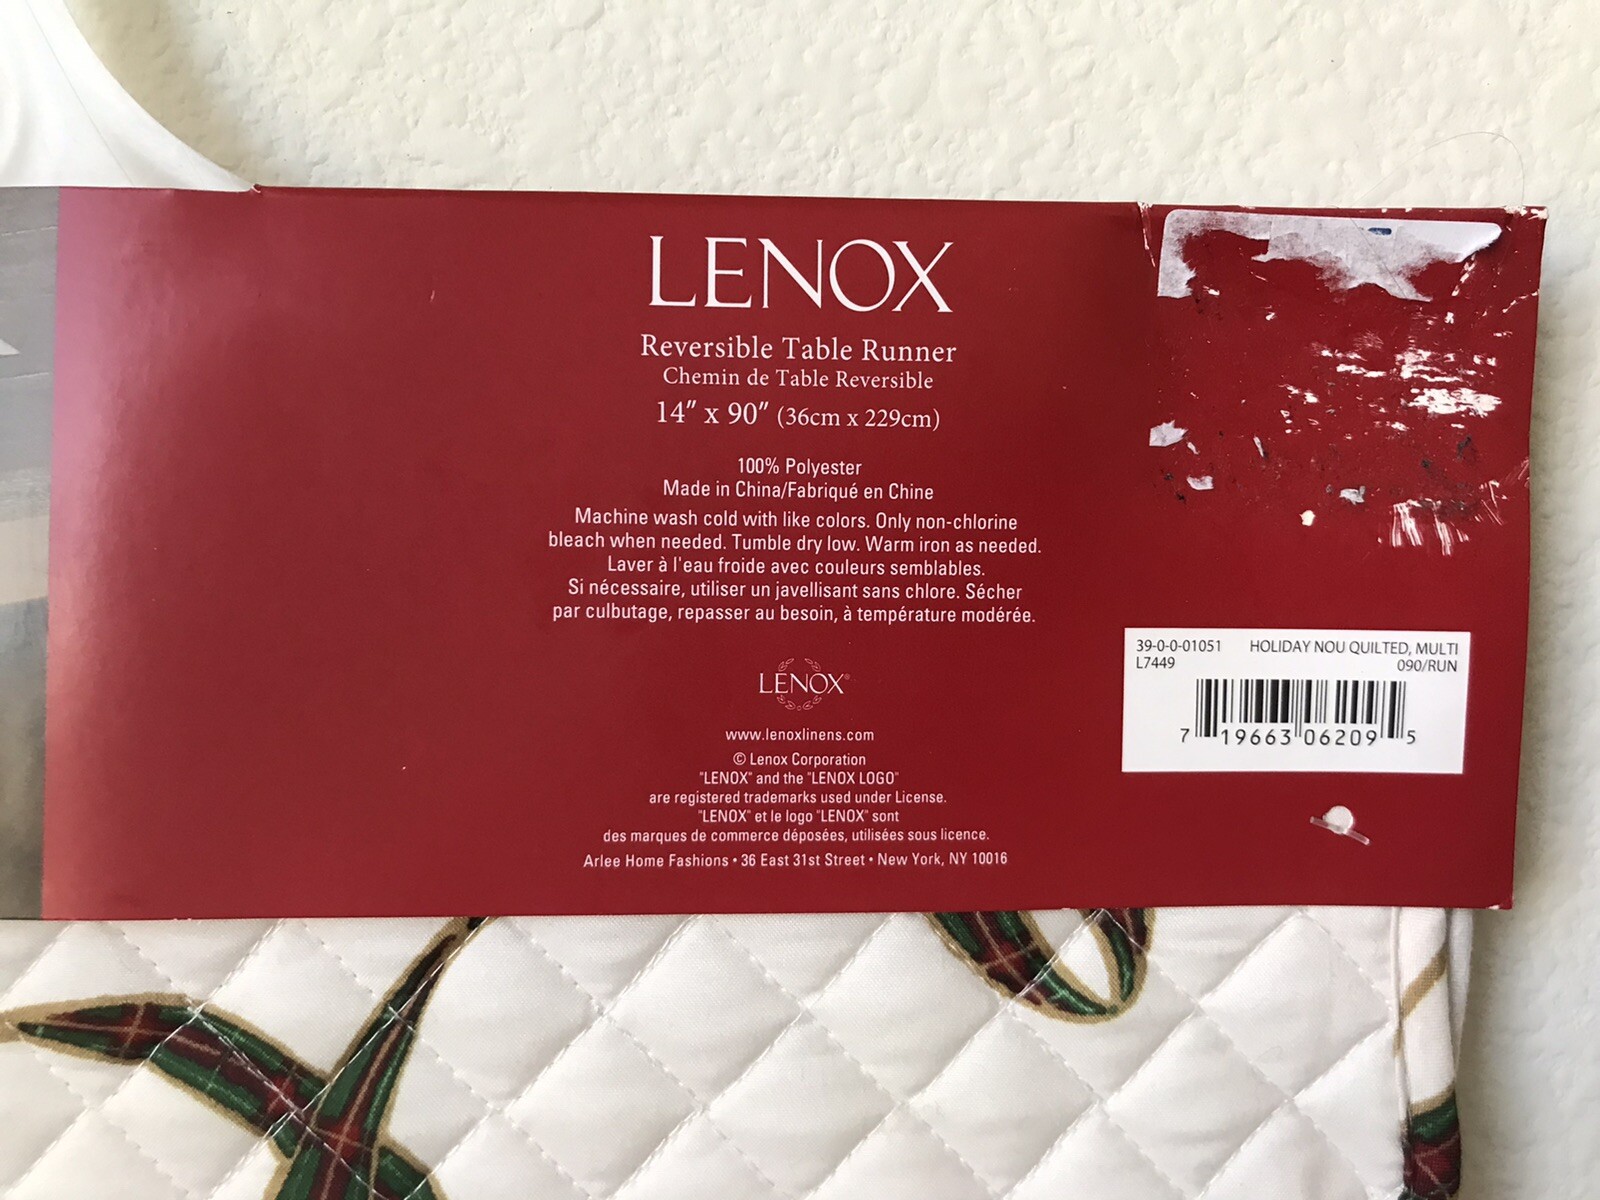 LENOX
Reversible Table Runner
Chemin de Table Reversible
14" x 90" (36cm x 229cm)
100% Polyester
Made in China/Fabriqué en Chine
Machine wash cold with like colors. Only non-chlorine
bleach when needed. Tumble dry low. Warm iron as needed.
Laver à l'eau froide avec couleurs semblables.
Si nécessaire, utiliser un javellisant sans chlore. Sécher
par culbutage, repasser au besoin, à température modérée.
LENOX®
www.lenoxlinens.com
© Lenox Corporation
"LENOX" and the "LENOX LOGO"
are registered trademarks used under License.
"LENOX" et le logo "LENOX" sont
des marques de commerce déposées, utilisées sous licence.
Arlee Home Fashions • 36 East 31st Street • New York, NY 10016
39-0-0-01051 HOLIDAY NOU QUILTED, MULTI
L7449 090/RUN
7 19663 06209 5